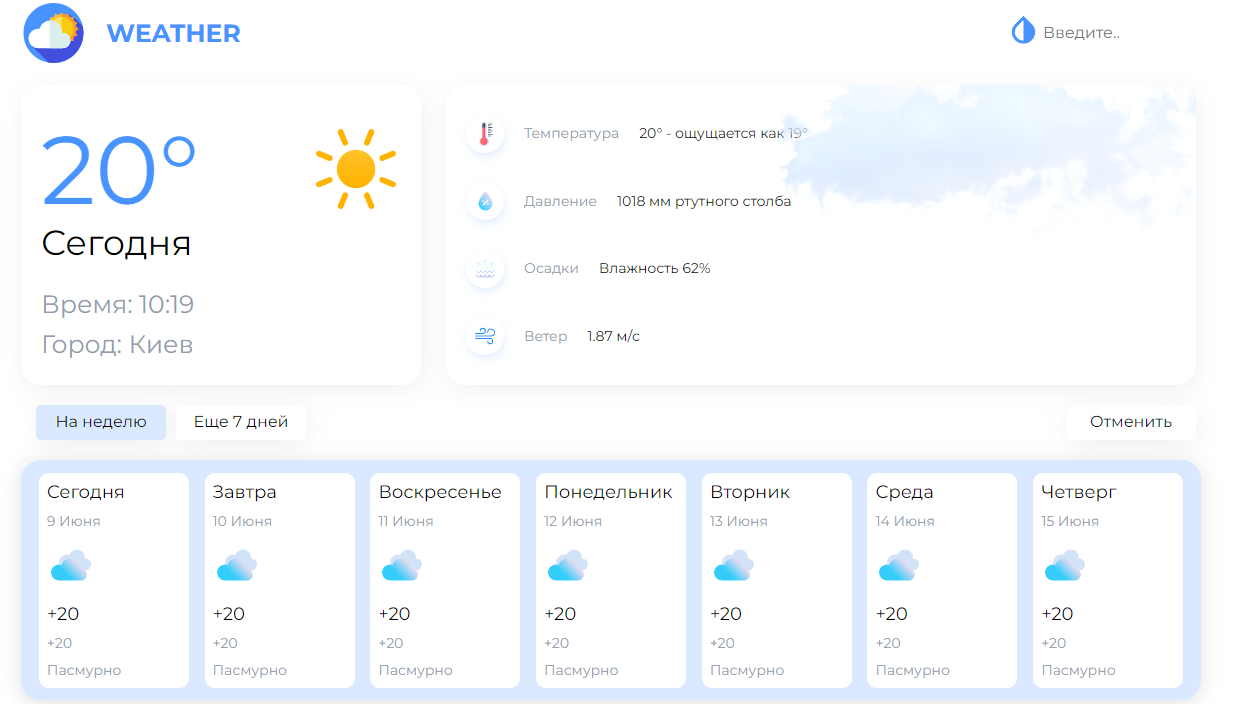 WEATHER
Введите..
20°
Сегодня
Время: 10:19
Город: Киев
Температура 20° - ощущается как 19°
Давление 1018 мм ртутного столба
Осадки Влажность 62%
Ветер 1.87 м/с
На неделю Еще 7 дней Отменить
Сегодня
9 Июня
+20
+20
Пасмурно
Завтра
10 Июня
+20
+20
Пасмурно
Воскресенье
11 Июня
+20
+20
Пасмурно
Понедельник
12 Июня
+20
+20
Пасмурно
Вторник
13 Июня
+20
+20
Пасмурно
Среда
14 Июня
+20
+20
Пасмурно
Четверг
15 Июня
+20
+20
Пасмурно